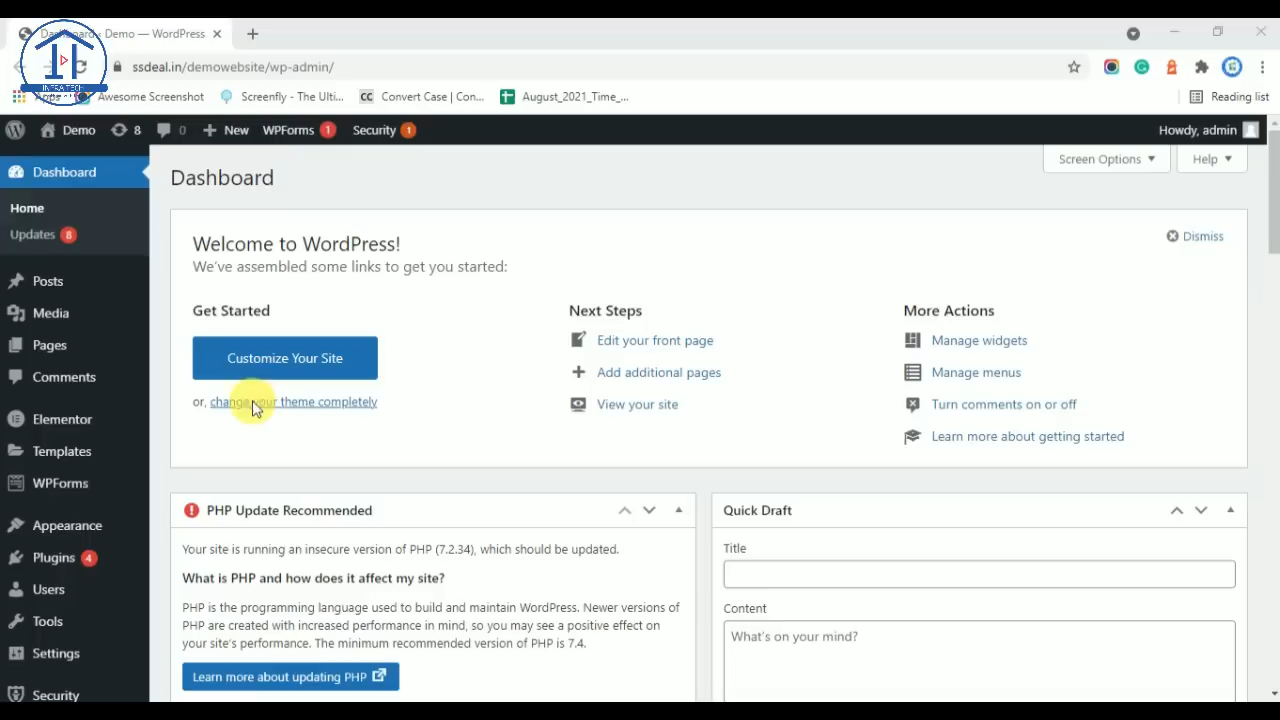 Dashboard ‹ Demo — WordPress
INFRA TECH
ssdeal.in/demowebsite/wp-admin/
Apps
Awesome Screenshot
Screenfly - The Ulti...
CC
Convert Case | Con...
August_2021_Time_...
Reading list
Demo
8
0
New
WPForms 1
Security 1
Howdy, admin
Dashboard
Home
Updates 8
Posts
Media
Pages
Comments
Elementor
Templates
WPForms
Appearance
Plugins 4
Users
Tools
Settings
Security
Screen Options
Help
Dashboard
Welcome to WordPress!
We've assembled some links to get you started:
Dismiss
Get Started
Customize Your Site
or, change your theme completely
Next Steps
Edit your front page
Add additional pages
View your site
More Actions
Manage widgets
Manage menus
Turn comments on or off
Learn more about getting started
PHP Update Recommended
Your site is running an insecure version of PHP (7.2.34), which should be updated.
What is PHP and how does it affect my site?
PHP is the programming language used to build and maintain WordPress. Newer versions of
PHP are created with increased performance in mind, so you may see a positive effect on
your site's performance. The minimum recommended version of PHP is 7.4.
Learn more about updating PHP
Quick Draft
Title
Content
What's on your mind?